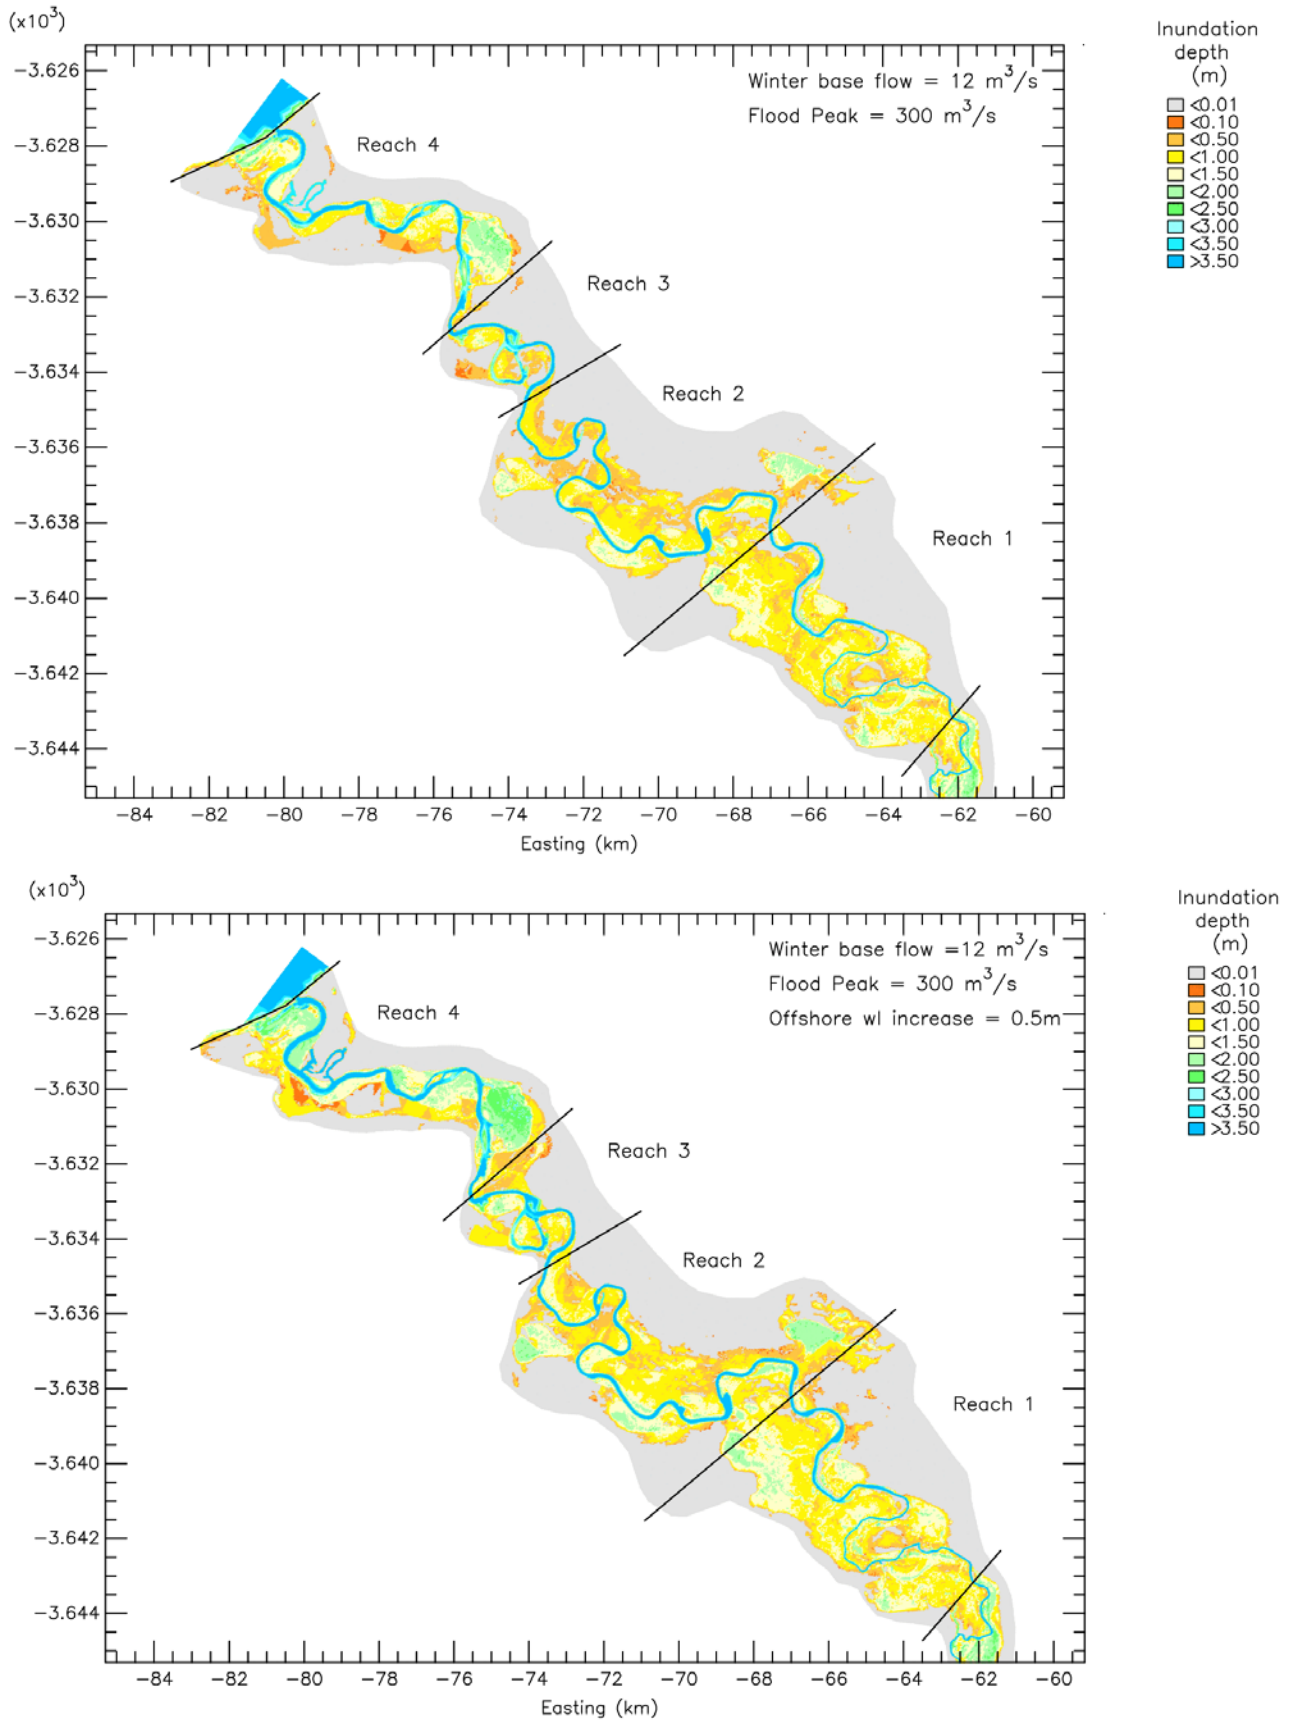 (x10³)
Inundation
depth
(m)
−3.626
−3.628
−3.630
−3.632
−3.634
−3.636
−3.638
−3.640
−3.642
−3.644
Winter base flow = 12 m³/s
Flood Peak = 300 m³/s
<0.01
<0.10
<0.50
<1.00
<1.50
<2.00
<2.50
<3.00
<3.50
>3.50
Reach 4
Reach 3
Reach 2
Reach 1
−84 −82 −80 −78 −76 −74 −72 −70 −68 −66 −64 −62 −60
Easting (km)
(x10³)
Inundation
depth
(m)
−3.626
−3.628
−3.630
−3.632
−3.634
−3.636
−3.638
−3.640
−3.642
−3.644
Winter base flow =12 m³/s
Flood Peak = 300 m³/s
Offshore wl increase = 0.5m
<0.01
<0.10
<0.50
<1.00
<1.50
<2.00
<2.50
<3.00
<3.50
>3.50
Reach 4
Reach 3
Reach 2
Reach 1
−84 −82 −80 −78 −76 −74 −72 −70 −68 −66 −64 −62 −60
Easting (km)